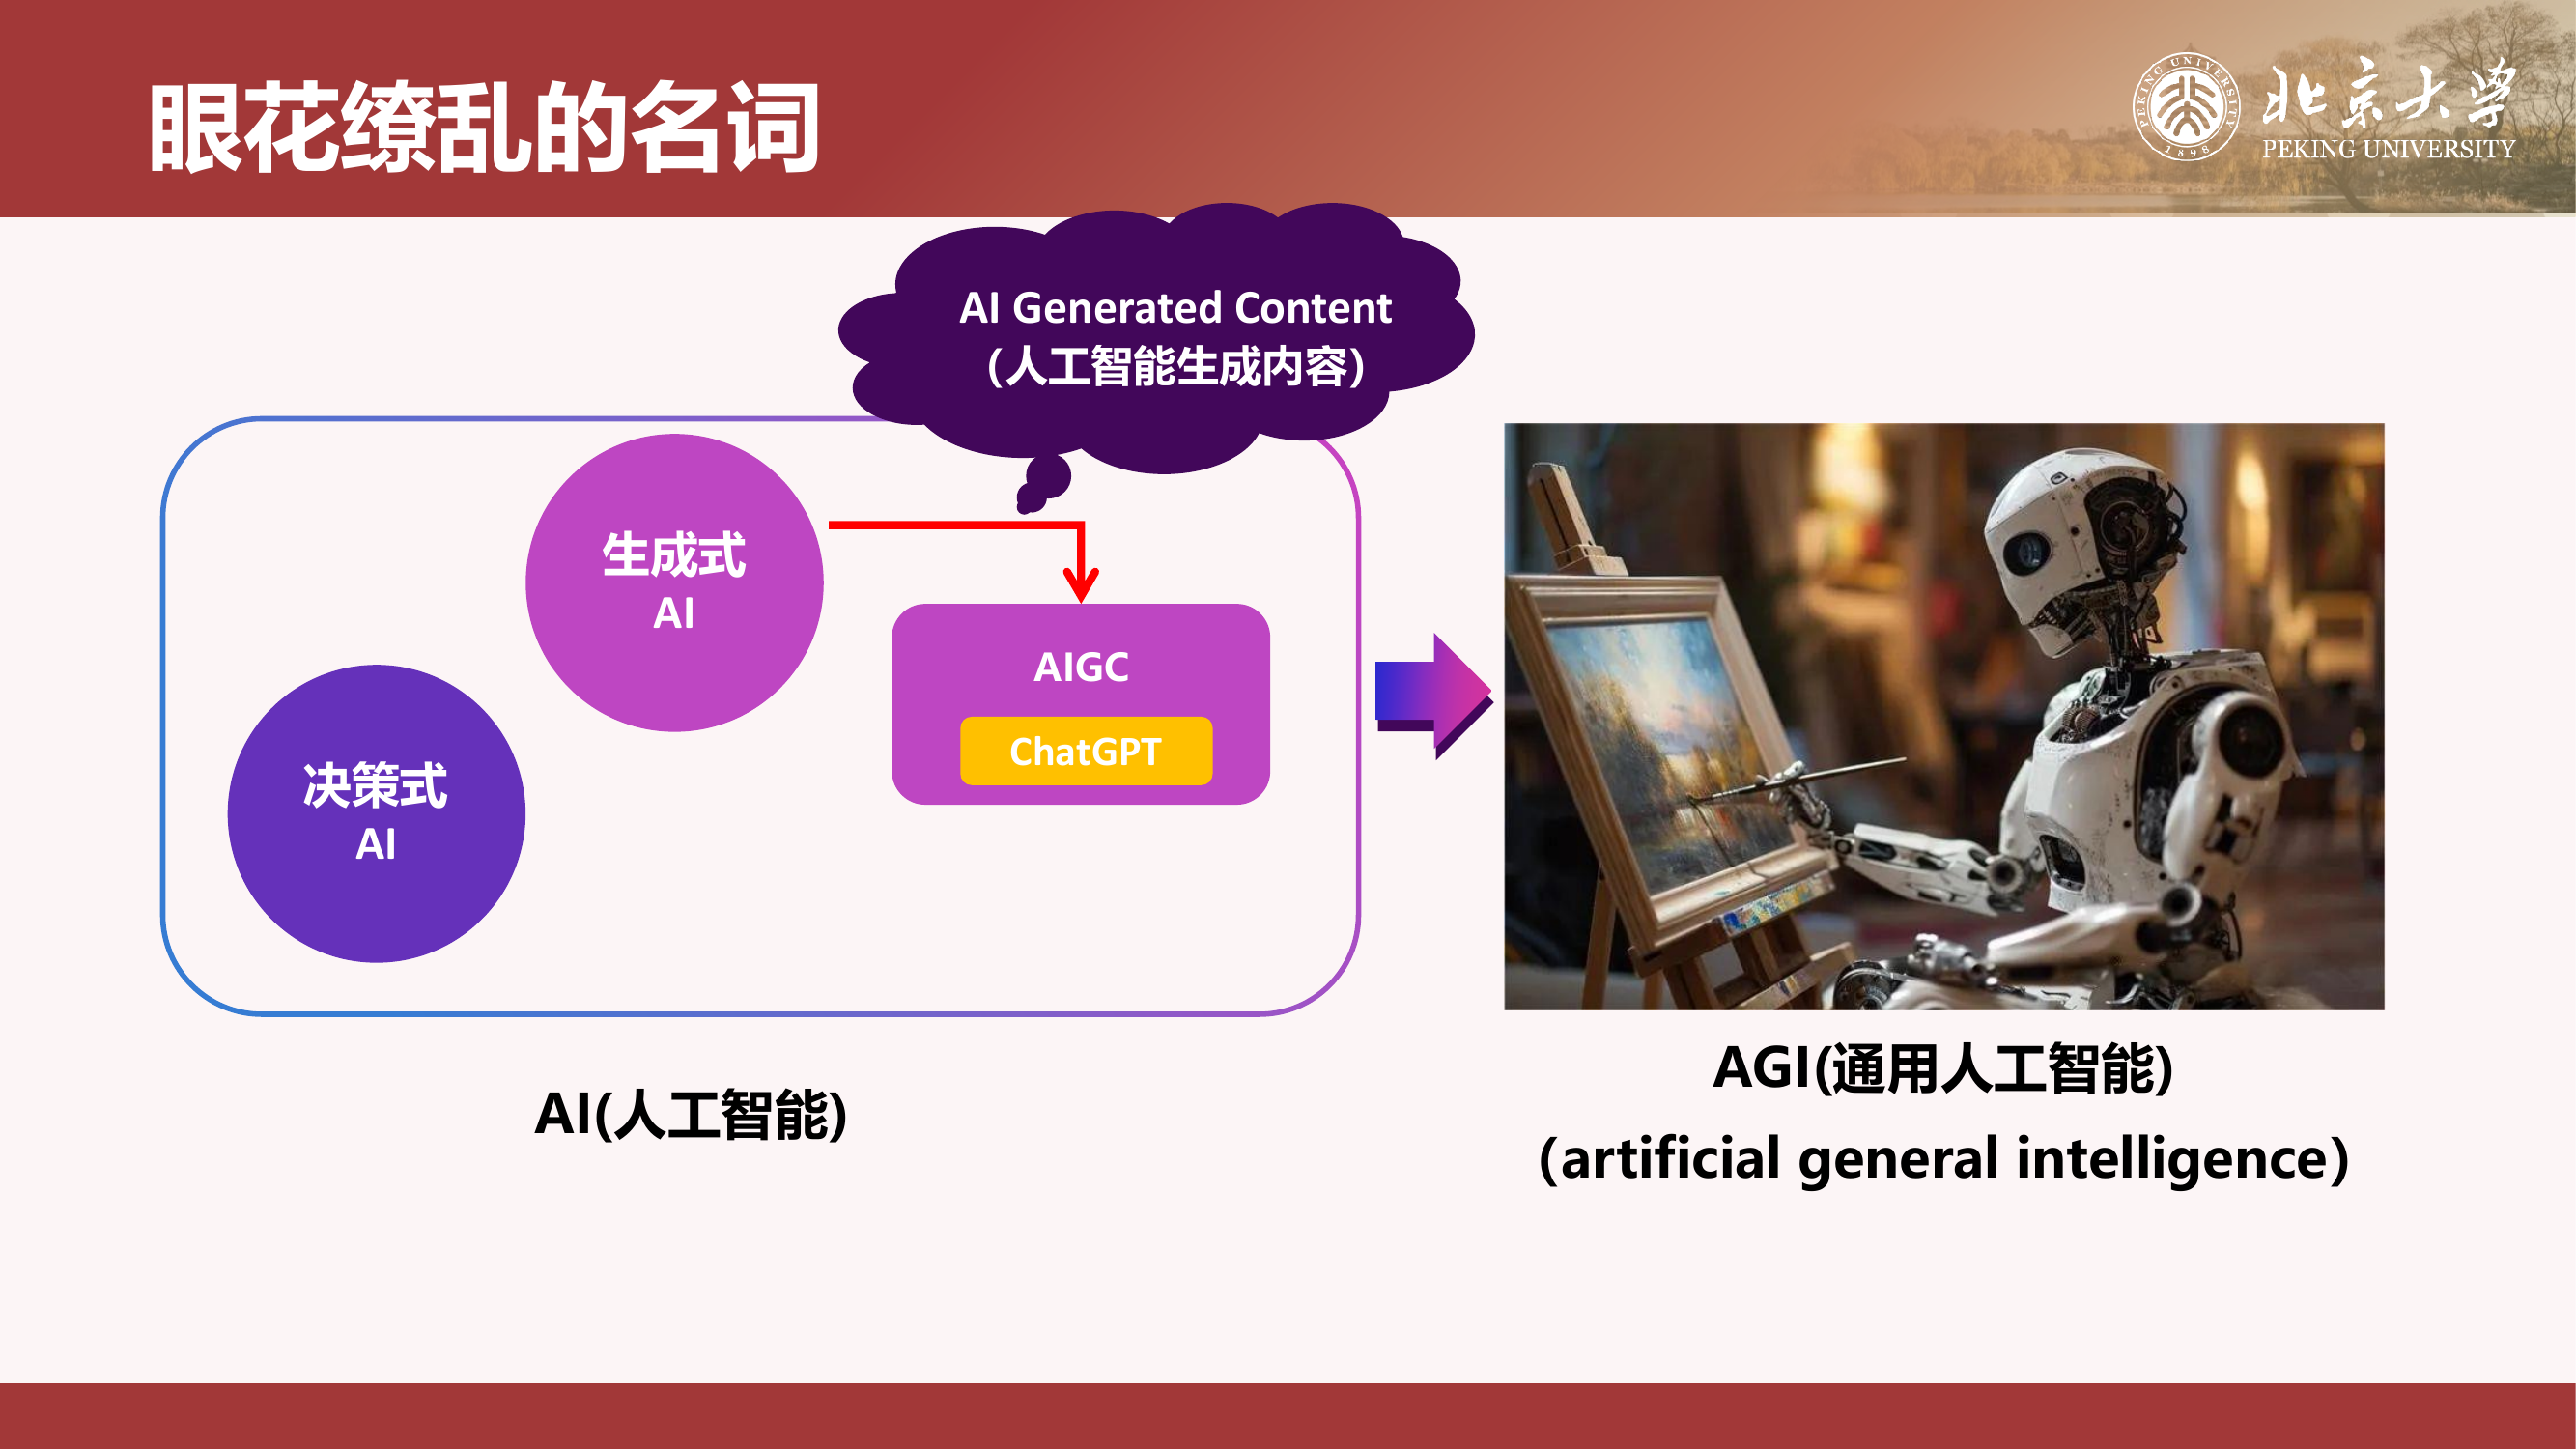 眼花缭乱的名词
PEKING UNIVERSITY
1898
北京大学
PEKING UNIVERSITY
AI Generated Content
(人工智能生成内容)
生成式
AI
AIGC
ChatGPT
决策式
AI
AI(人工智能)
AGI(通用人工智能)
(artificial general intelligence)